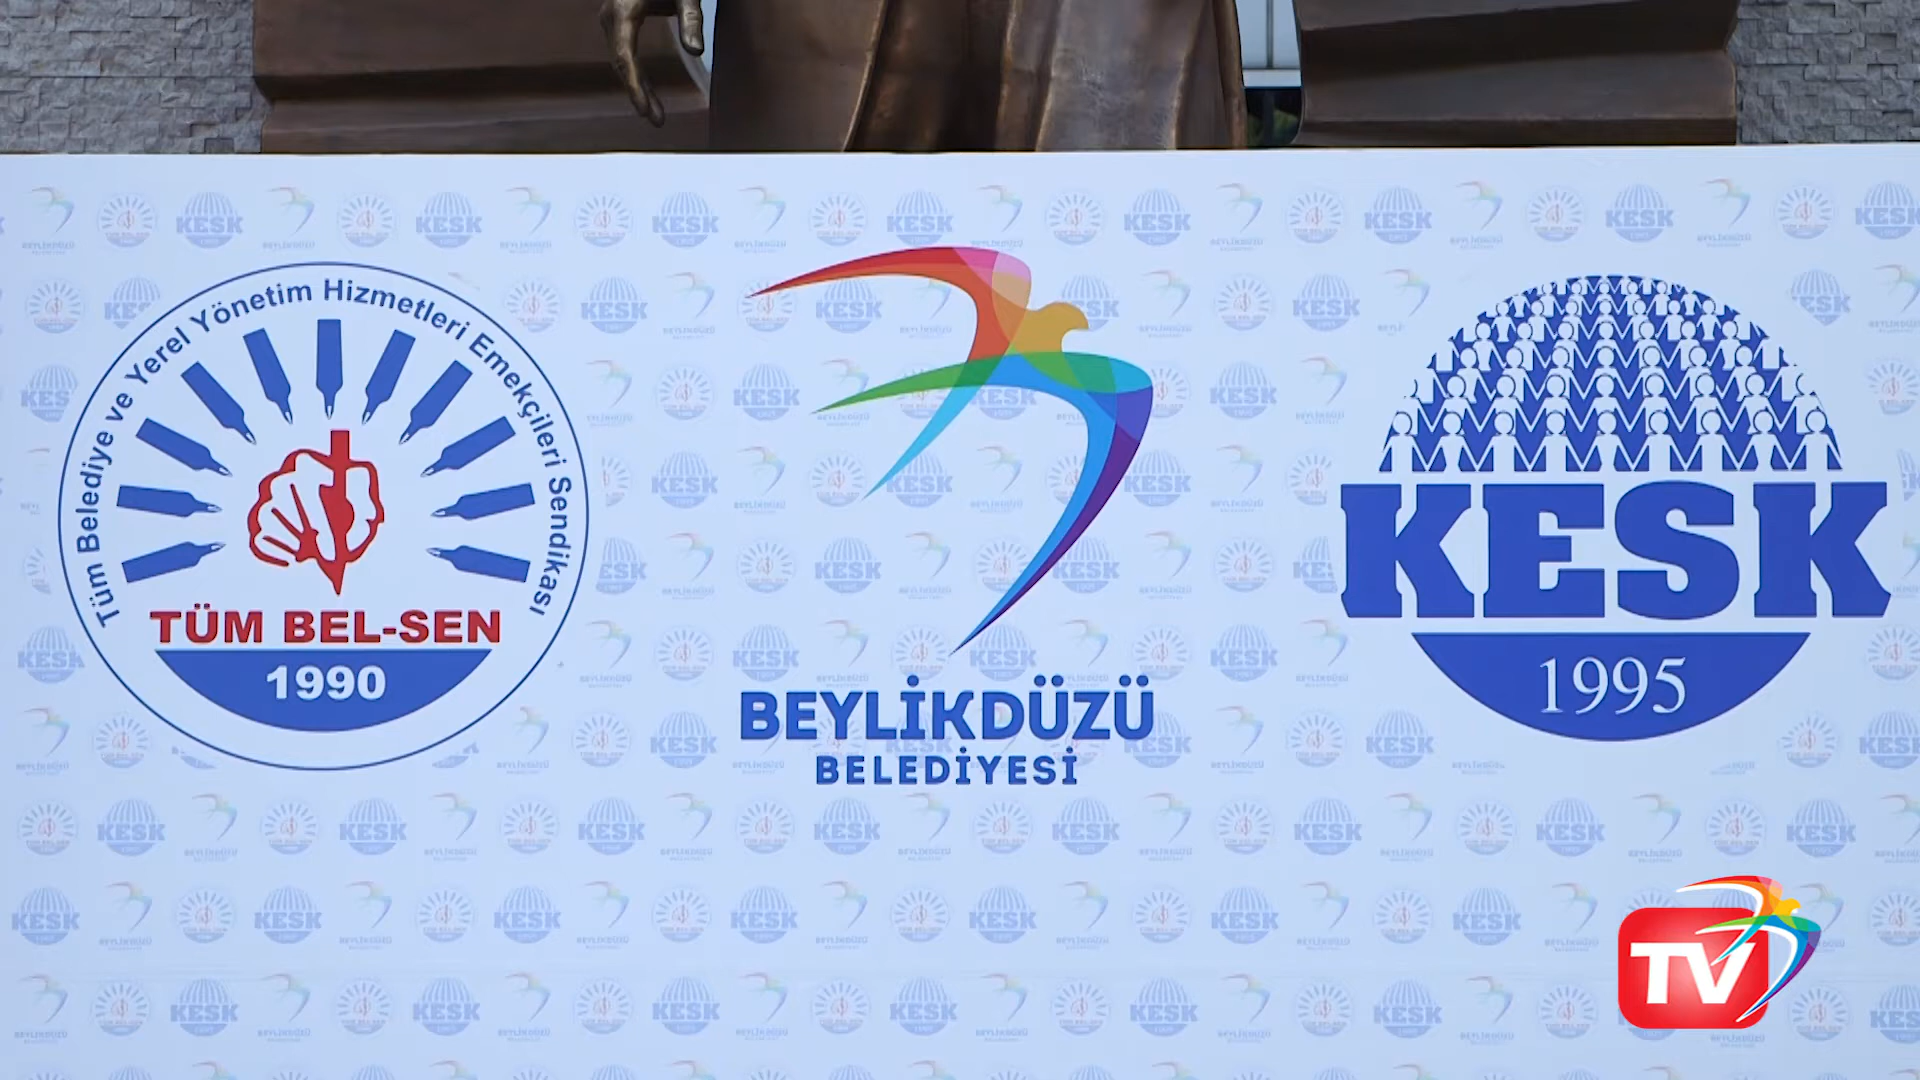 Tüm Belediye ve Yerel Yönetim Hizmetleri Emekçileri Sendikası
TÜM BEL-SEN
1990
BEYLİKDÜZÜ
BELEDİYESİ
KESK
1995
TV